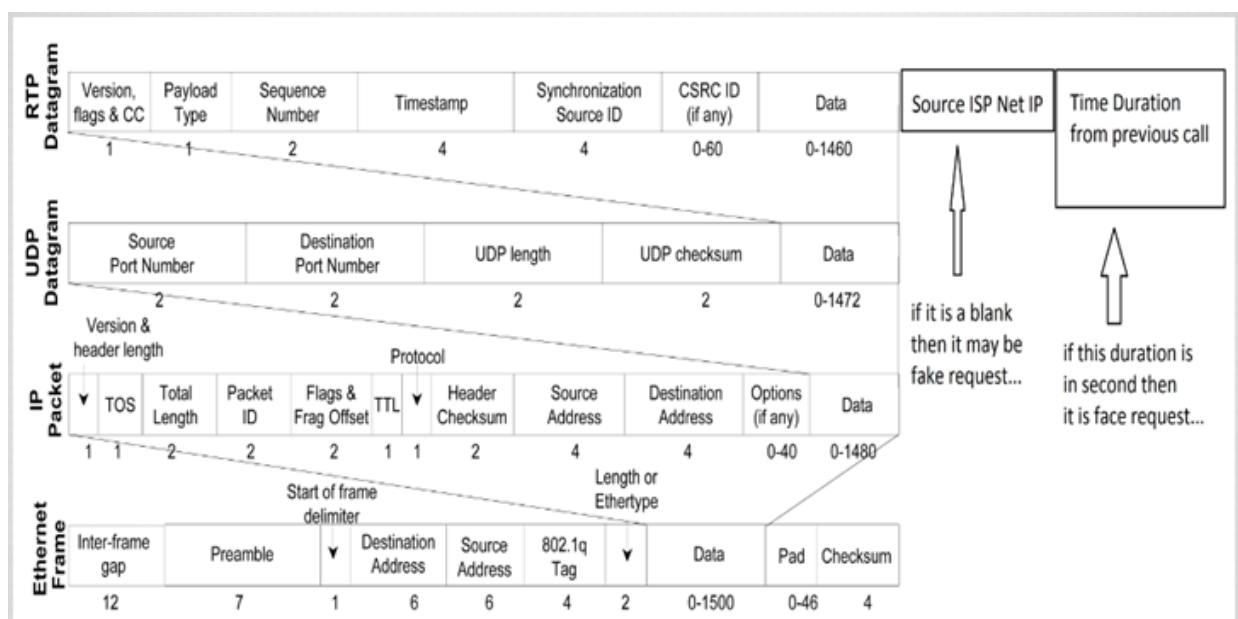 RTP
Datagram
Version,
flags & CC
Payload
Type
Sequence
Number
Timestamp
Synchronization
Source ID
CSRC ID
(if any)
Data
Source ISP Net IP
Time Duration
from previous call
1
1
2
4
4
0-60
0-1460
UDP
Datagram
Source
Port Number
Destination
Port Number
UDP length
UDP checksum
Data
2
2
2
2
0-1472
if it is a blank
then it may be
fake request...
if this duration is
in second then
it is face request...
Version &
header length
Protocol
IP
Packet
TOS
Total
Length
Packet
ID
Flags &
Frag Offset
TTL
Header
Checksum
Source
Address
Destination
Address
Options
(if any)
Data
1
1
2
2
2
1
1
2
4
4
0-40
0-1480
Start of frame
delimiter
Length or
Ethertype
Ethernet
Frame
Inter-frame
gap
Preamble
Destination
Address
Source
Address
802.1q
Tag
Data
Pad
Checksum
12
7
1
6
6
4
2
0-1500
0-46
4